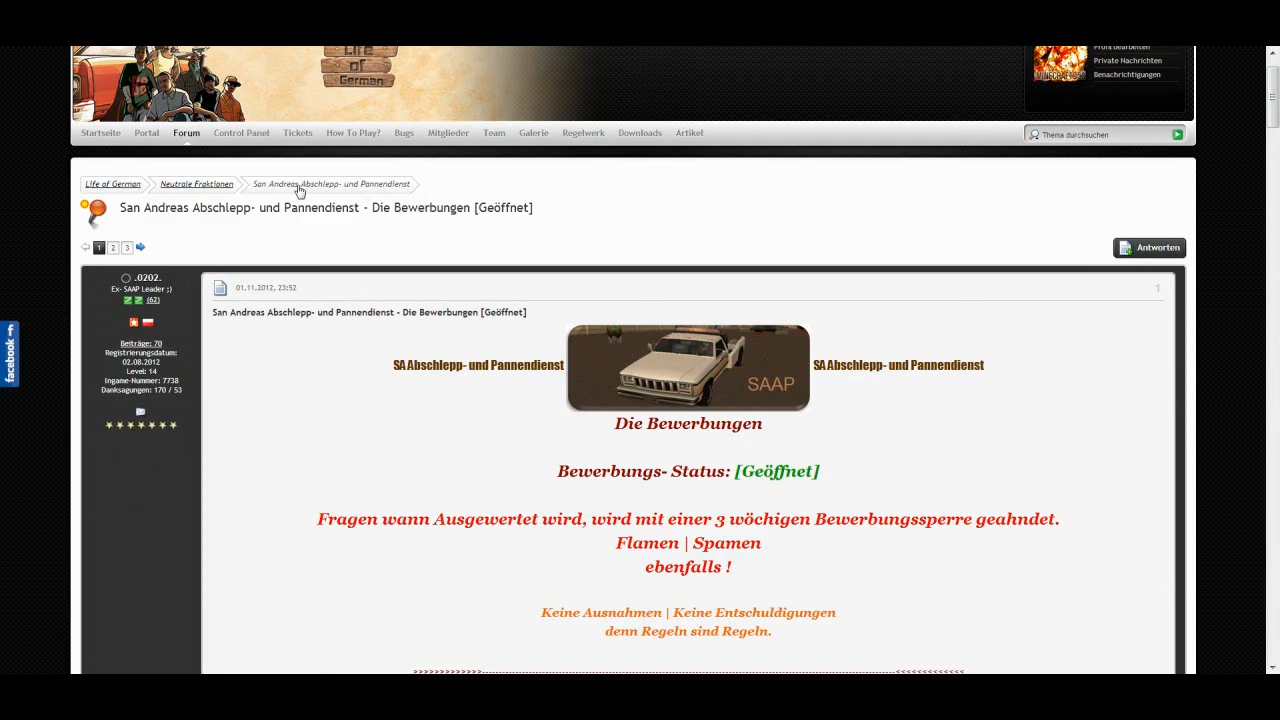 Life
of
German
Profil bearbeiten
Private Nachrichten
Benachrichtigungen
Startseite Portal Forum Control Panel Tickets How To Play? Bugs Mitglieder Team Galerie Regelwerk Downloads Artikel
Thema durchsuchen
Life of German Neutrale Fraktionen San Andreas Abschlepp- und Pannendienst
San Andreas Abschlepp- und Pannendienst - Die Bewerbungen [Geöffnet]
1 2 3
Antworten
.0202.
Ex- SAAP Leader ;)
(62)
Beiträge: 70
Registrierungsdatum:
02.08.2012
Level: 14
Ingame-Nummer: 7738
Danksagungen: 170 / 53
01.11.2012, 23:52
1
San Andreas Abschlepp- und Pannendienst - Die Bewerbungen [Geöffnet]
SA Abschlepp- und Pannendienst
SAAP
SA Abschlepp- und Pannendienst
Die Bewerbungen
Bewerbungs- Status: [Geöffnet]
Fragen wann Ausgewertet wird, wird mit einer 3 wöchigen Bewerbungssperre geahndet.
Flamen | Spamen
ebenfalls !
Keine Ausnahmen | Keine Entschuldigungen
denn Regeln sind Regeln.
facebook